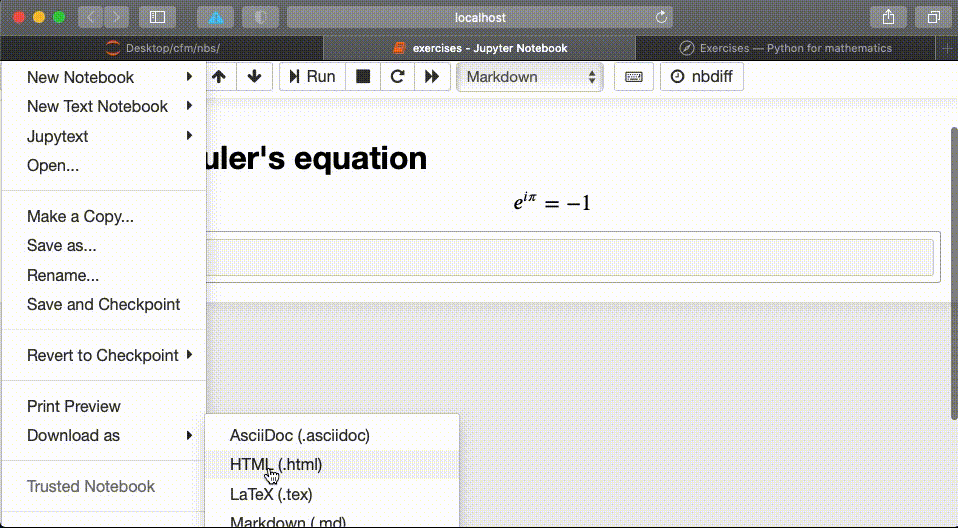 localhost
Desktop/cfm/nbs/
exercises - Jupyter Notebook
Exercises — Python for mathematics
New Notebook
Run
Markdown
nbdiff
New Text Notebook
Jupytext
Open...
uler's equation
e^{iπ} = −1
Make a Copy...
Save as...
Rename...
Save and Checkpoint
Revert to Checkpoint
Print Preview
Download as
AsciiDoc (.asciidoc)
HTML (.html)
Trusted Notebook
LaTeX (.tex)
Markdown (.md)